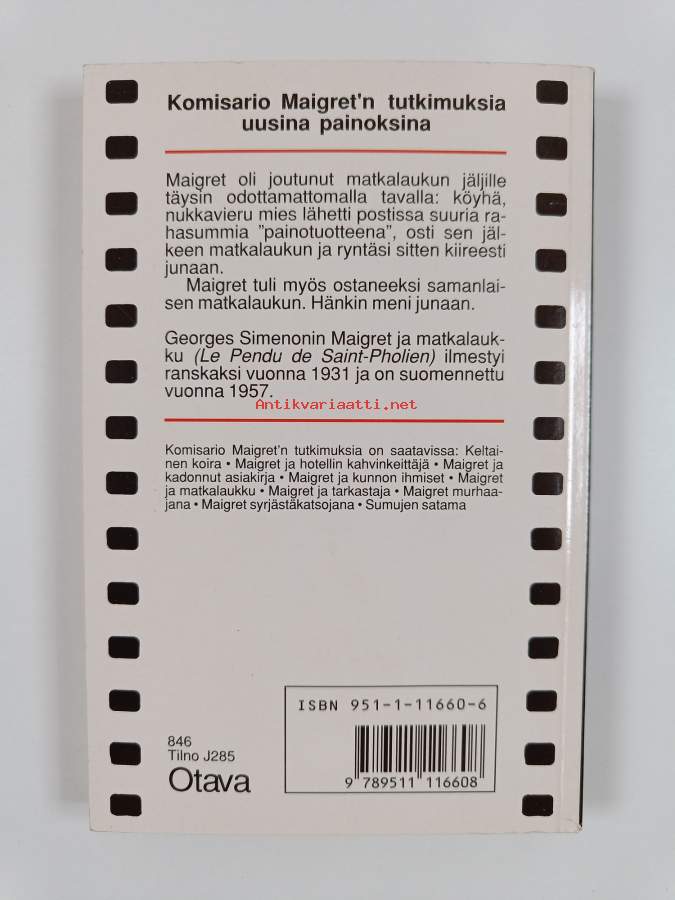 Komisario Maigret'n tutkimuksia
uusina painoksina
Maigret oli joutunut matkalaukun jäljille
täysin odottamattomalla tavalla: köyhä,
nukkavieru mies lähetti postissa suuria ra-
hasummia "painotuotteena", osti sen jäl-
keen matkalaukun ja ryntäsi sitten kiireesti
junaan.
Maigret tuli myös ostaneeksi samanlai-
sen matkalaukun. Hänkin meni junaan.
Georges Simenonin Maigret ja matkalauk-
ku (Le Pendu de Saint-Pholien) ilmestyi
ranskaksi vuonna 1931 ja on suomennettu
vuonna 1957.
Antikvariaatti.net
Komisario Maigret'n tutkimuksia on saatavissa: Keltai-
nen koira • Maigret ja hotellin kahvinkeittäjä • Maigret ja
kadonnut asiakirja • Maigret ja kunnon ihmiset • Maigret
ja matkalaukku • Maigret ja tarkastaja • Maigret murhaa-
jana • Maigret syrjästäkatsojana • Sumujen satama
ISBN 951-1-11660-6
846
Tilno J285
Otava
9 789511 116608